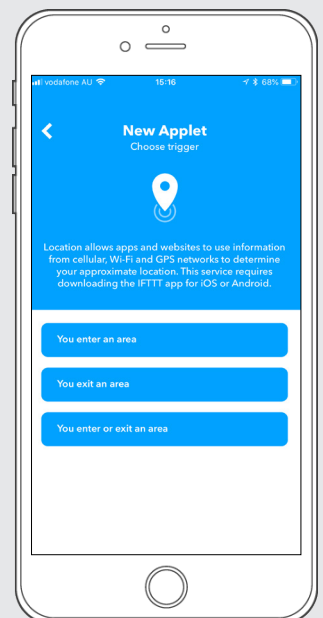 vodafone AU 15:16 68%
New Applet
Choose trigger
Location allows apps and websites to use information
from cellular, Wi-Fi and GPS networks to determine
your approximate location. This service requires
downloading the IFTTT app for iOS or Android.
You enter an area
You exit an area
You enter or exit an area